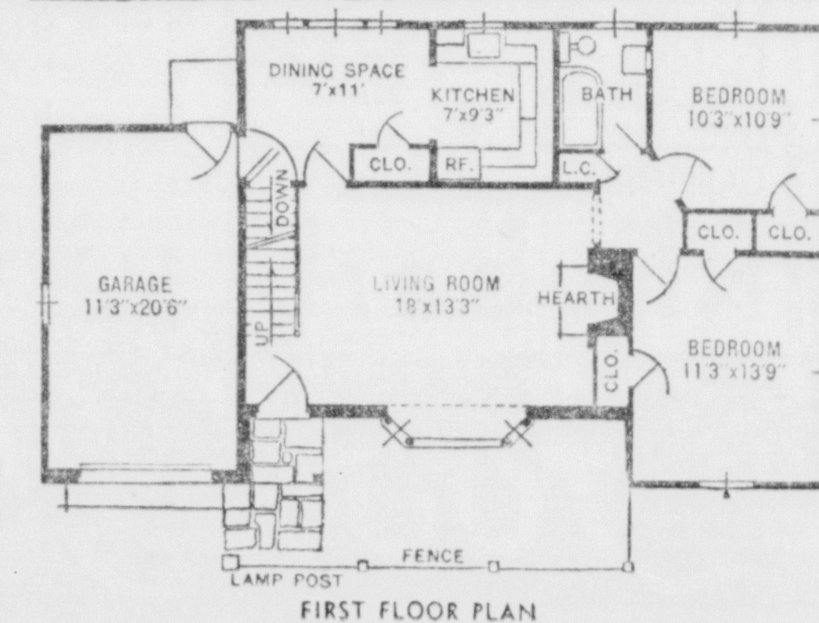 DINING SPACE
7'x11'
KITCHEN
7'x9'3"
BATH
BEDROOM
10'3"x10'9"
CLO.
RF.
L.C.
DOWN
CLO.
CLO.
GARAGE
11'3"x20'6"
LIVING ROOM
18'x13'3"
HEARTH
UP
CLO.
BEDROOM
11'3"x13'9"
FENCE
LAMP POST
FIRST FLOOR PLAN